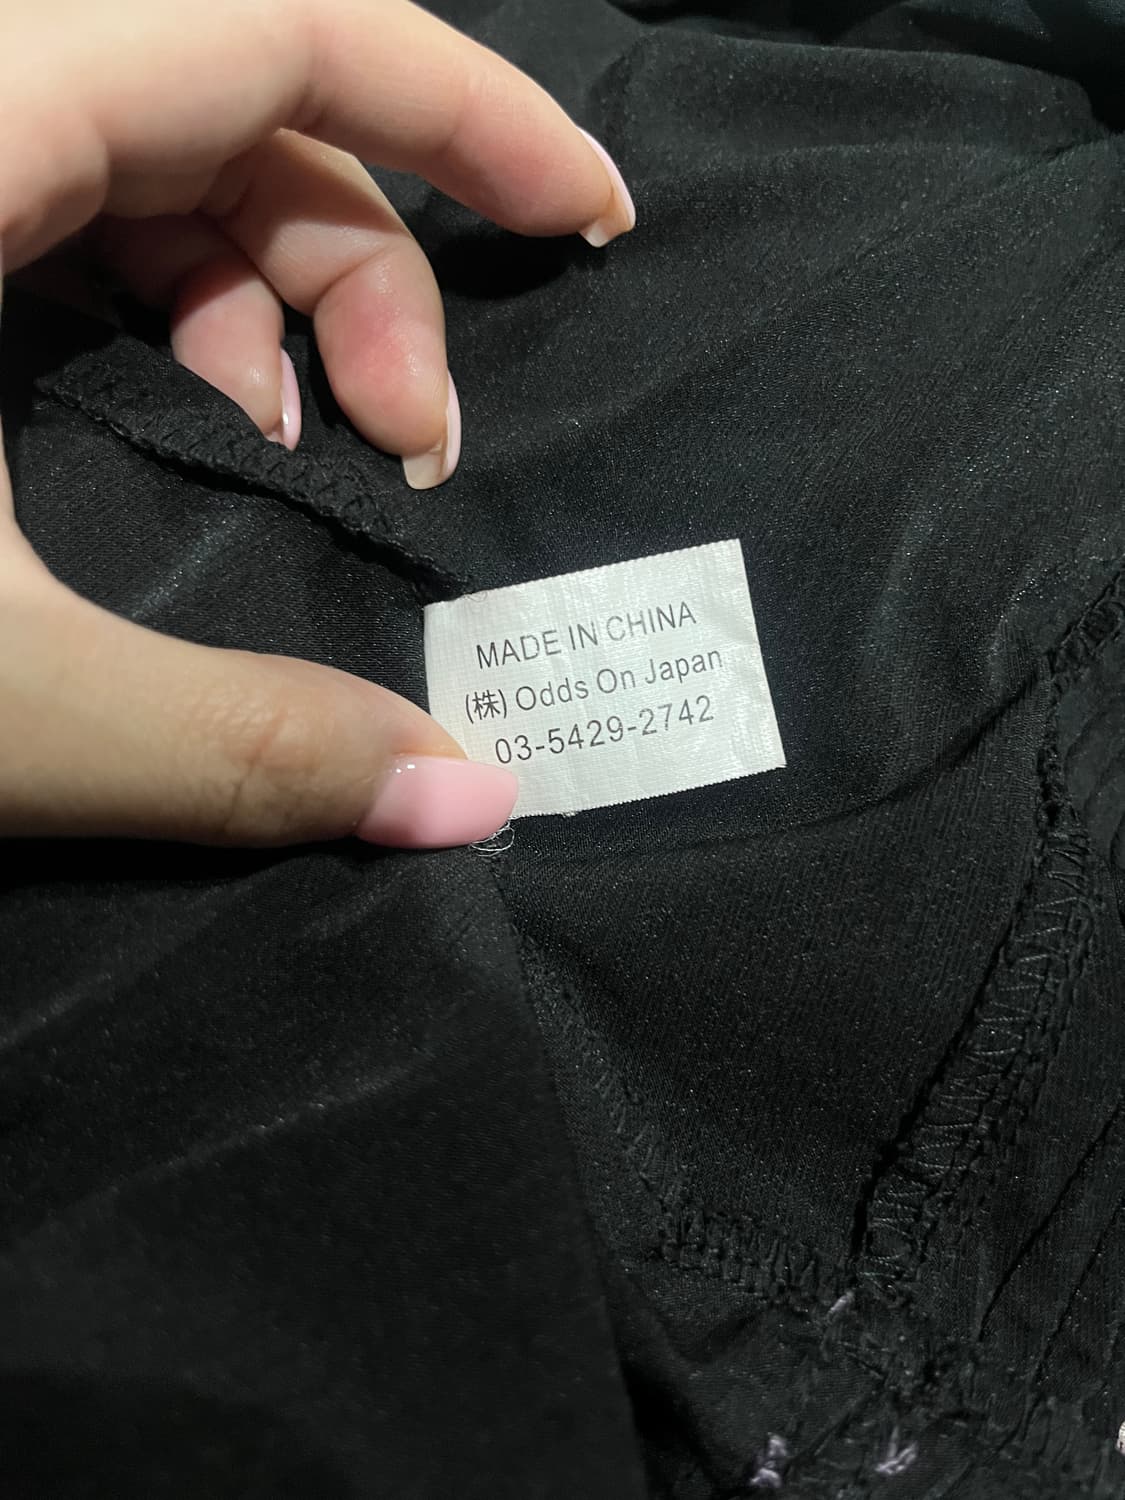 MADE IN CHINA
(株) Odds On Japan
03-5429-2742